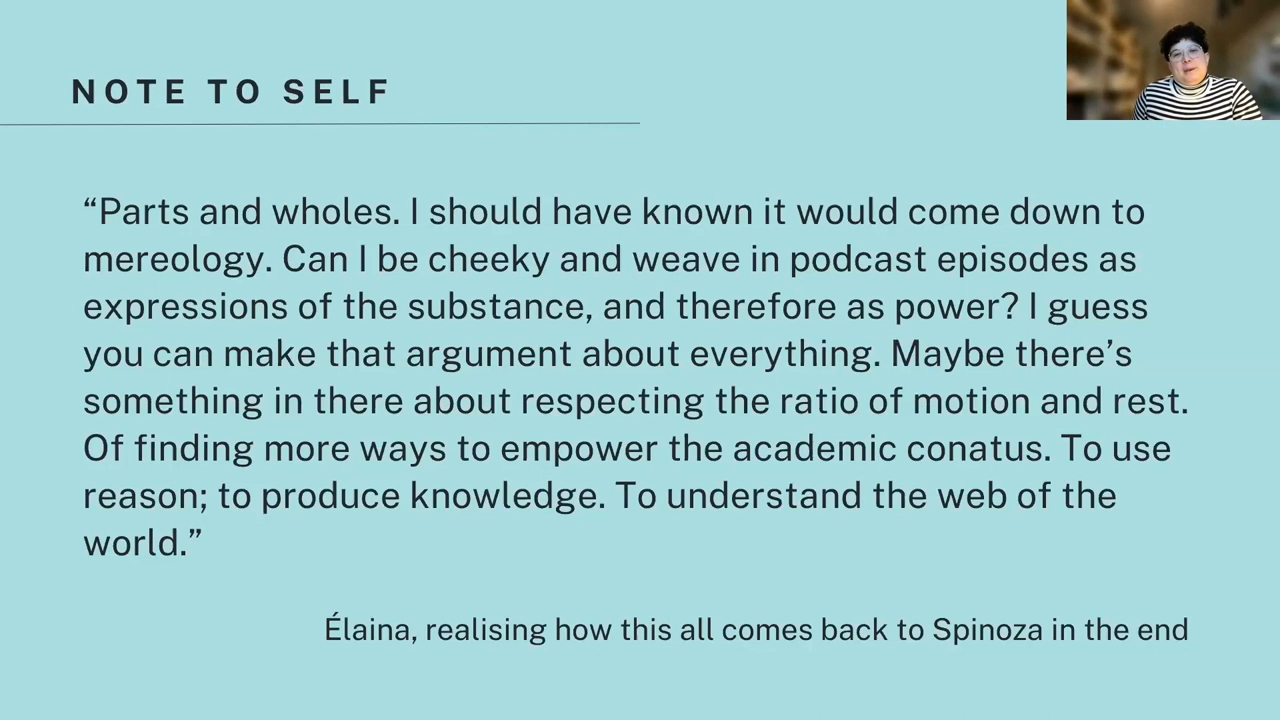 NOTE TO SELF
“Parts and wholes. I should have known it would come down to
mereology. Can I be cheeky and weave in podcast episodes as
expressions of the substance, and therefore as power? I guess
you can make that argument about everything. Maybe there’s
something in there about respecting the ratio of motion and rest.
Of finding more ways to empower the academic conatus. To use
reason; to produce knowledge. To understand the web of the
world.”
Élaina, realising how this all comes back to Spinoza in the end